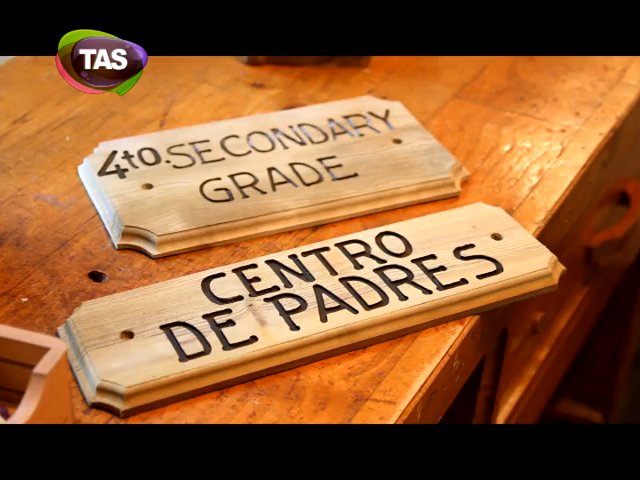 TAS
4to SECONDARY
GRADE
CENTRO
DE PADRES